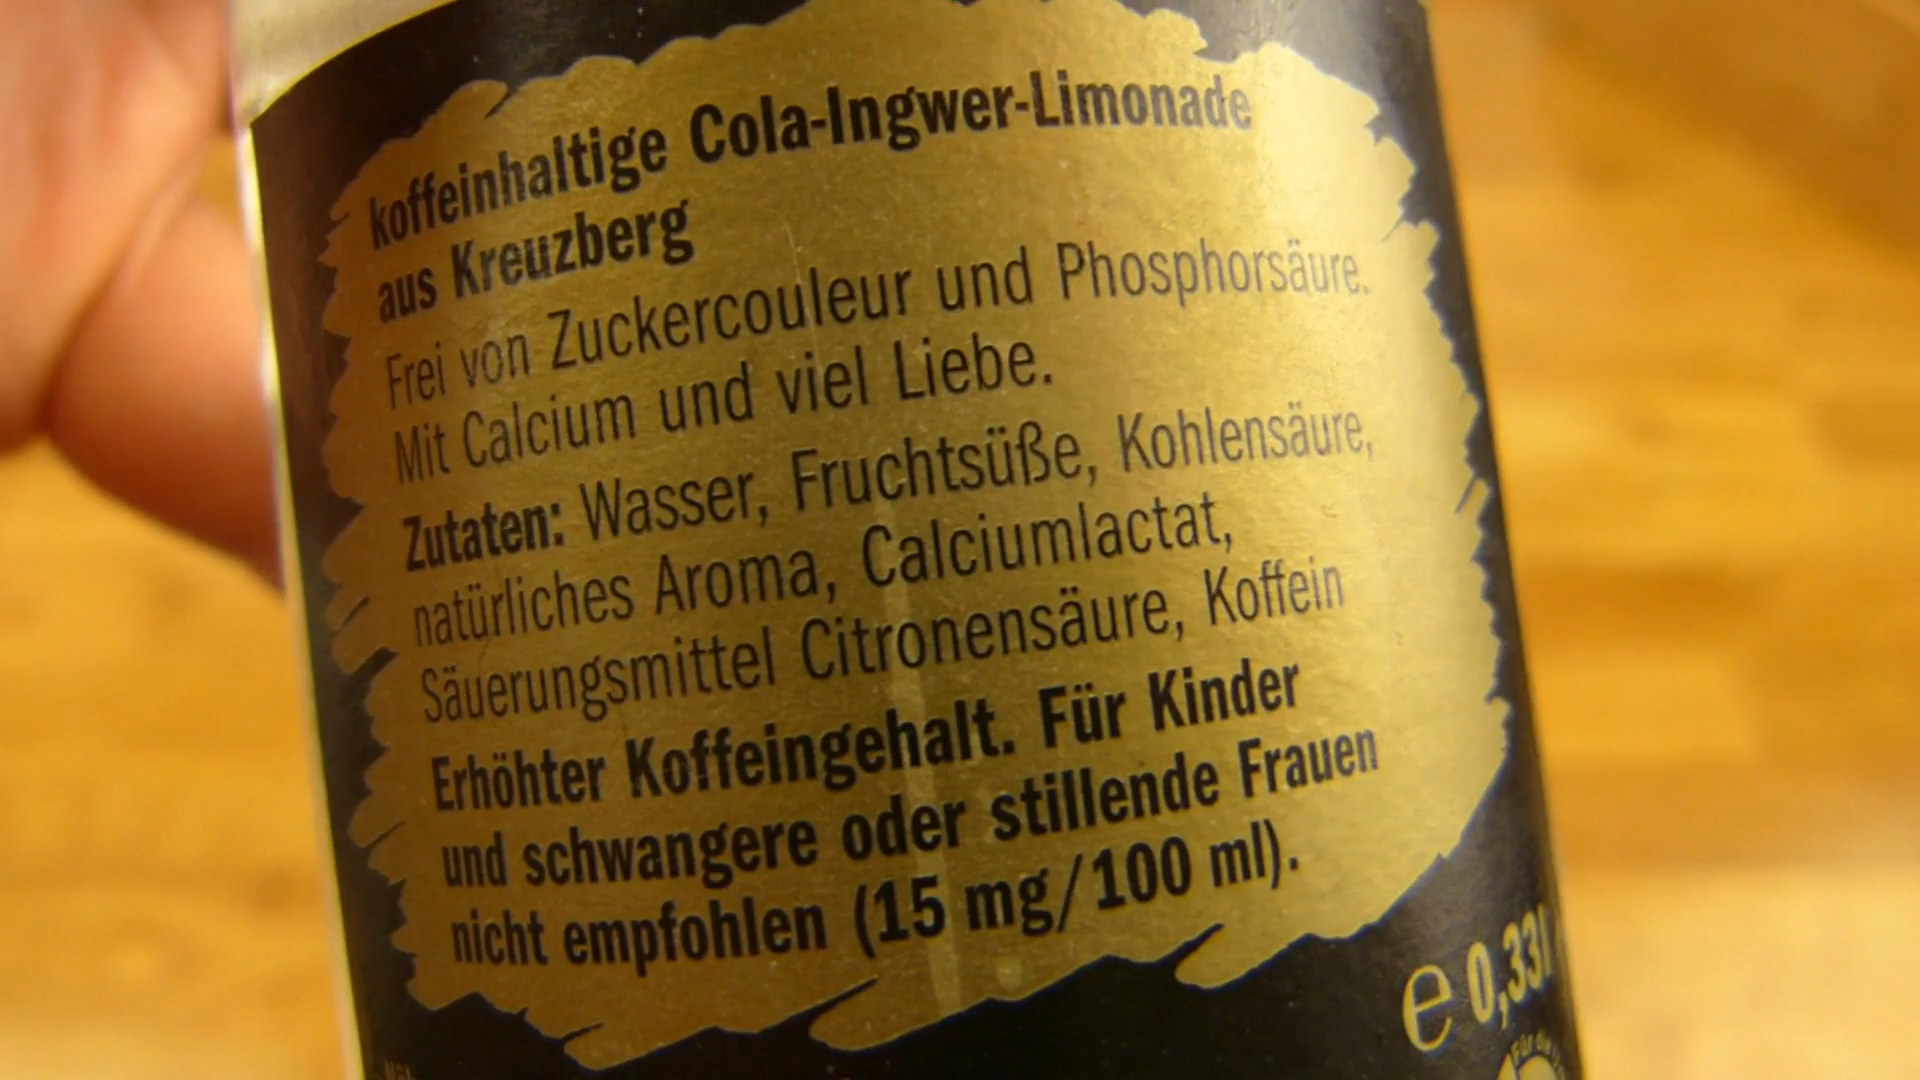 koffeinhaltige Cola-Ingwer-Limonade
aus Kreuzberg
Frei von Zuckercouleur und Phosphorsäure.
Mit Calcium und viel Liebe.
Zutaten: Wasser, Fruchtsüße, Kohlensäure,
natürliches Aroma, Calciumlactat,
Säuerungsmittel Citronensäure, Koffein
Erhöhter Koffeingehalt. Für Kinder
und schwangere oder stillende Frauen
nicht empfohlen (15 mg/100 ml).
e 0,33l
Für